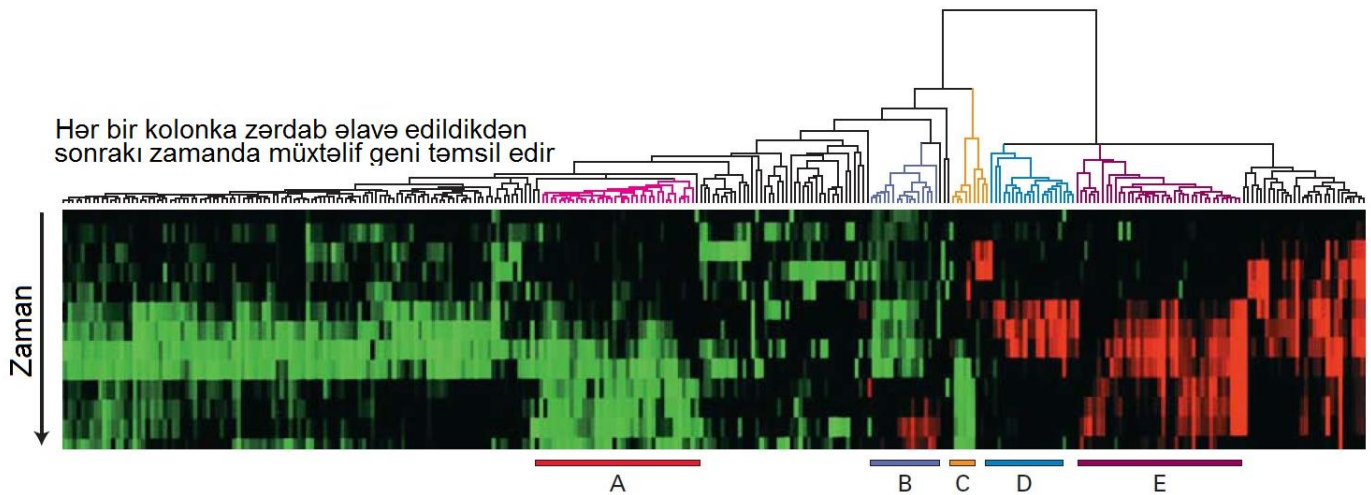 Hər bir kolonka zərdab əlavə edildikdən
sonrakı zamanda müxtəlif geni təmsil edir
Zaman
A
B
C
D
E